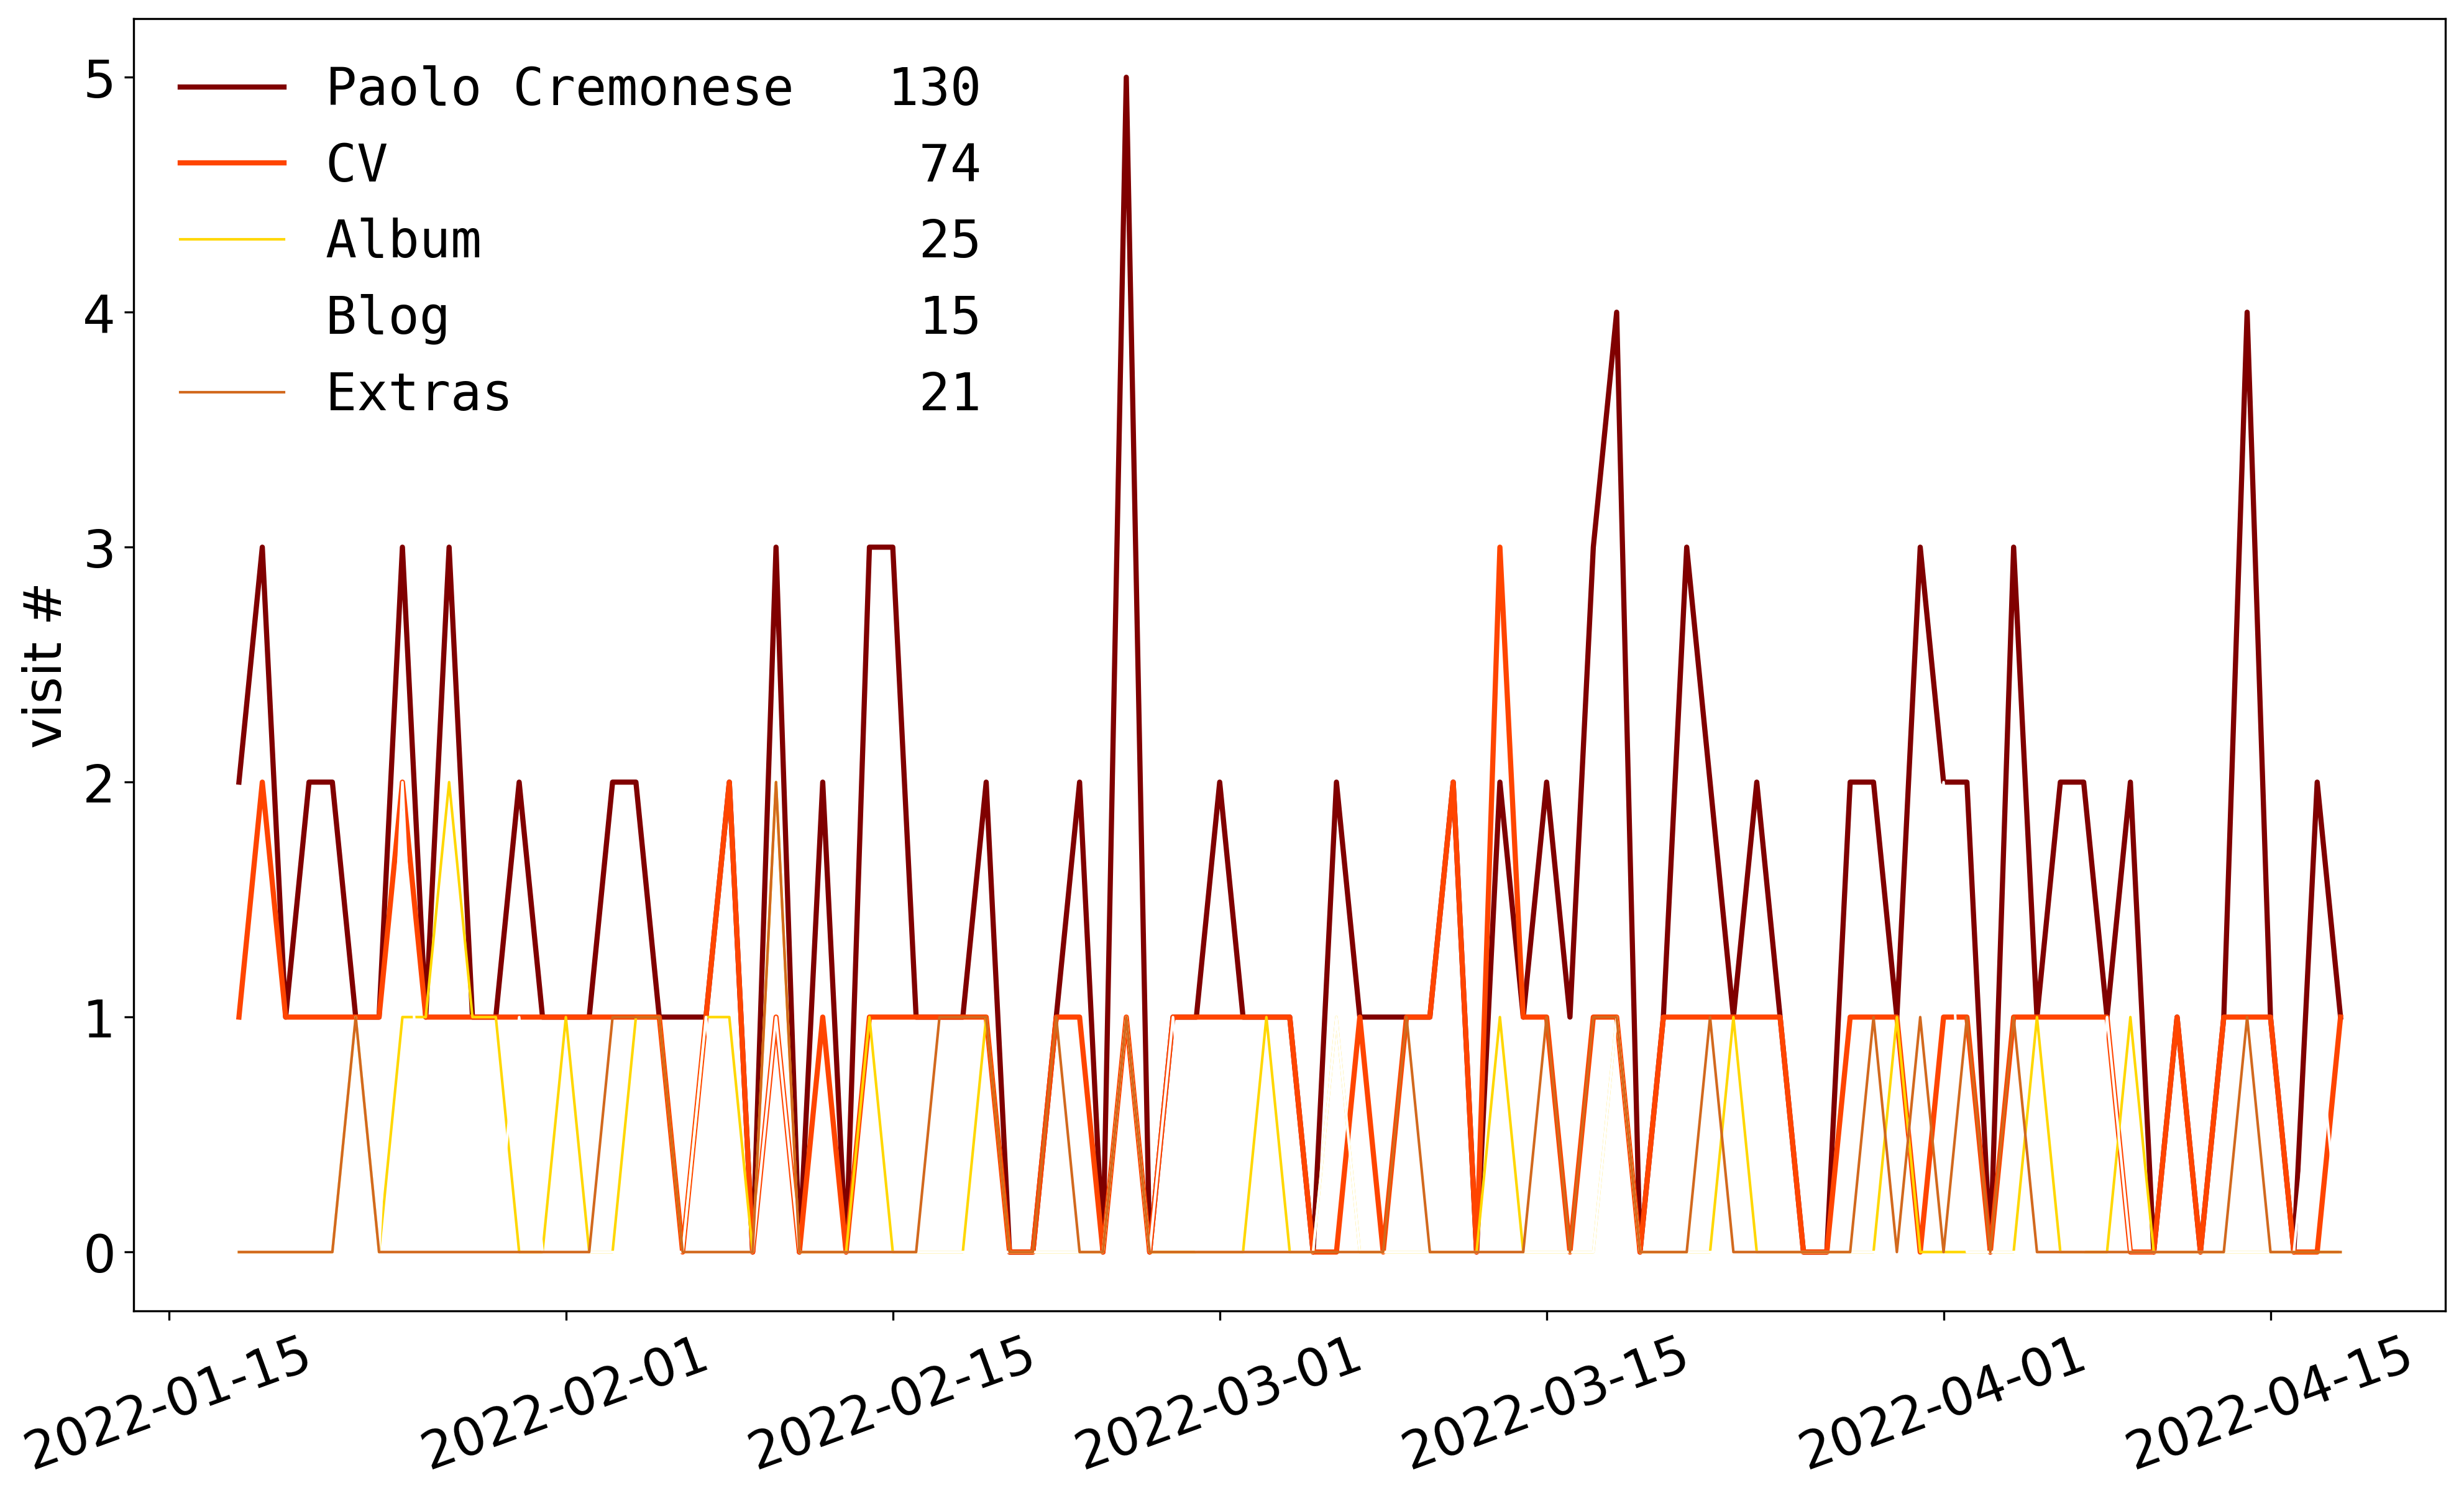 5
4
3
2
1
0
visit #
Paolo Cremonese 130
CV 74
Album 25
Blog 15
Extras 21
2022-01-15
2022-02-01
2022-02-15
2022-03-01
2022-03-15
2022-04-01
2022-04-15